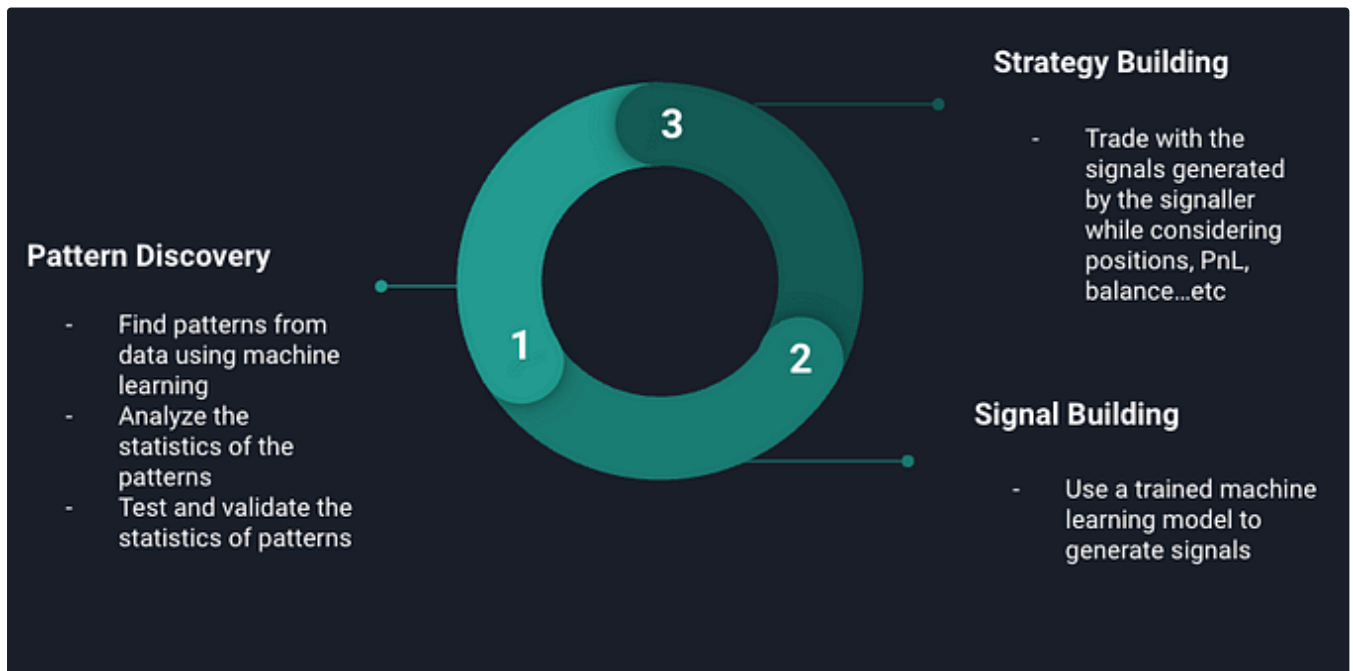 Pattern Discovery
- Find patterns from
data using machine
learning
- Analyze the
statistics of the
patterns
- Test and validate the
statistics of patterns
1
2
3
Strategy Building
- Trade with the
signals generated
by the signaller
while considering
positions, PnL,
balance...etc
Signal Building
- Use a trained machine
learning model to
generate signals